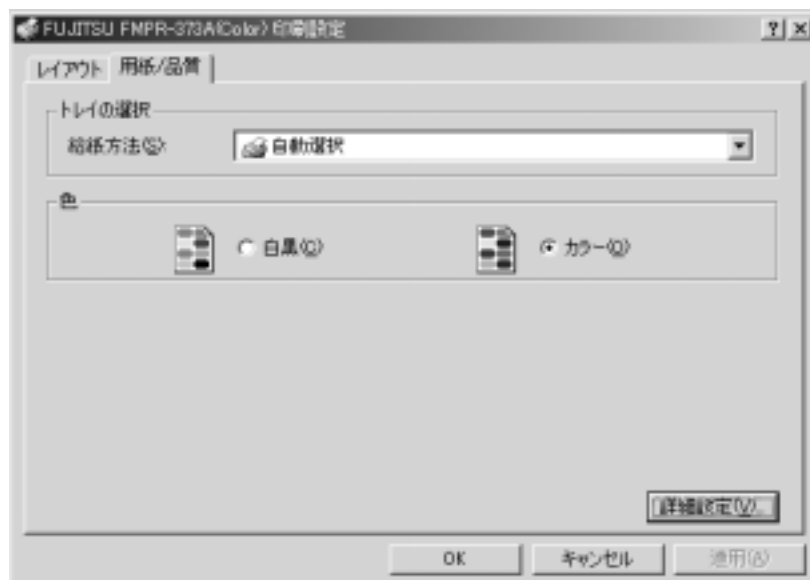 FUJITSU FMPR-373A(Color) 印刷設定
レイアウト 用紙/品質
トレイの選択
給紙方法(S): 自動選択
色
白黒(C) カラー(O)
詳細設定(V)...
OK キャンセル 適用(A)